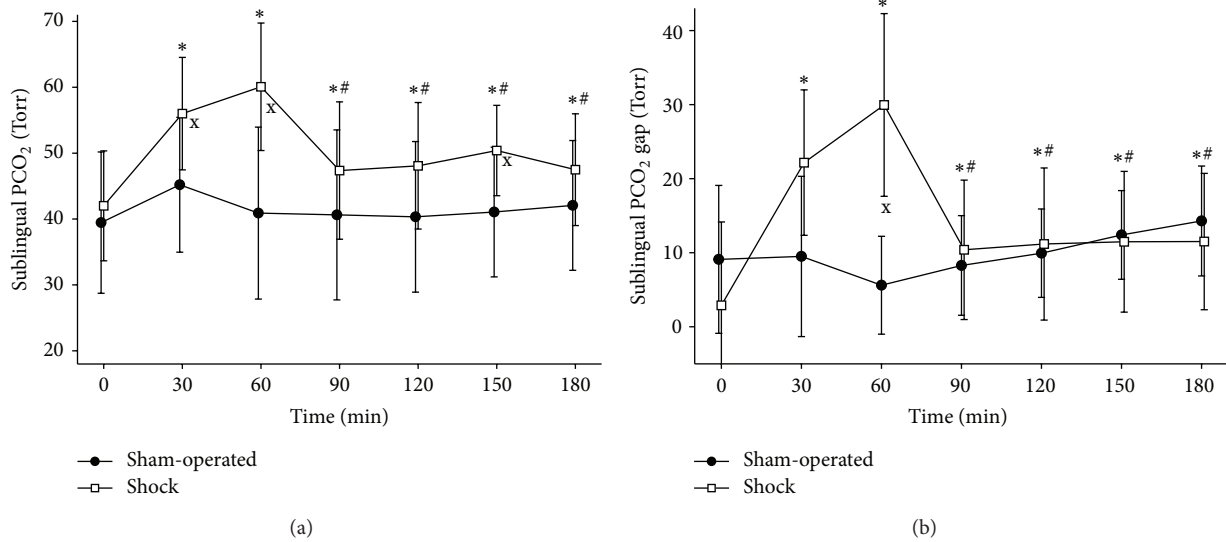 70
60
50
40
30
20
Sublingual PCO₂ (Torr)
* * *# *# *# *#
x x x
0 30 60 90 120 150 180
Time (min)
Sham-operated
Shock
(a)
40
30
20
10
0
Sublingual PCO₂ gap (Torr)
* * *# *# *# *#
x
0 30 60 90 120 150 180
Time (min)
Sham-operated
Shock
(b)